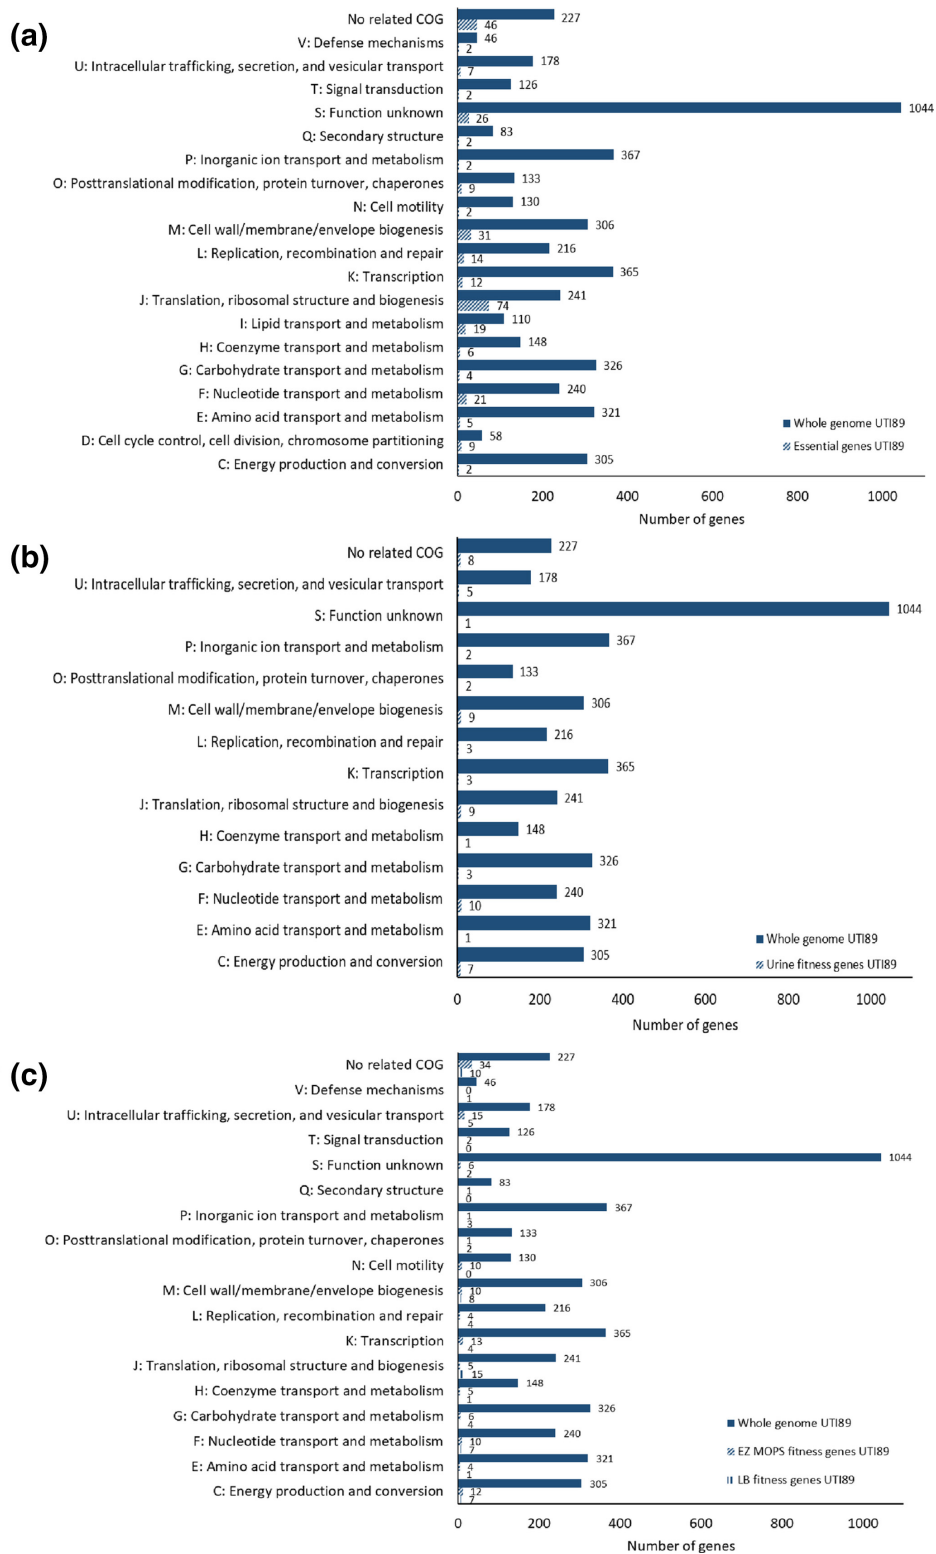 (a)
No related COG 227
46
V: Defense mechanisms 46
2
U: Intracellular trafficking, secretion, and vesicular transport 178
7
T: Signal transduction 126
2
S: Function unknown 1044
26
Q: Secondary structure 83
2
P: Inorganic ion transport and metabolism 367
2
O: Posttranslational modification, protein turnover, chaperones 133
9
N: Cell motility 130
2
M: Cell wall/membrane/envelope biogenesis 306
31
L: Replication, recombination and repair 216
14
K: Transcription 365
12
J: Translation, ribosomal structure and biogenesis 241
74
I: Lipid transport and metabolism 110
19
H: Coenzyme transport and metabolism 148
6
G: Carbohydrate transport and metabolism 326
4
F: Nucleotide transport and metabolism 240
21
E: Amino acid transport and metabolism 321
5
D: Cell cycle control, cell division, chromosome partitioning 58
9
C: Energy production and conversion 305
2
Whole genome UTI89
Essential genes UTI89
0 200 400 600 800 1000
Number of genes
(b)
No related COG 227
8
U: Intracellular trafficking, secretion, and vesicular transport 178
5
S: Function unknown 1044
1
P: Inorganic ion transport and metabolism 367
2
O: Posttranslational modification, protein turnover, chaperones 133
2
M: Cell wall/membrane/envelope biogenesis 306
9
L: Replication, recombination and repair 216
3
K: Transcription 365
3
J: Translation, ribosomal structure and biogenesis 241
9
H: Coenzyme transport and metabolism 148
1
G: Carbohydrate transport and metabolism 326
3
F: Nucleotide transport and metabolism 240
10
E: Amino acid transport and metabolism 321
1
C: Energy production and conversion 305
7
Whole genome UTI89
Urine fitness genes UTI89
0 200 400 600 800 1000
Number of genes
(c)
No related COG 227
34
10
V: Defense mechanisms 46
0
1
U: Intracellular trafficking, secretion, and vesicular transport 178
15
5
T: Signal transduction 126
2
0
S: Function unknown 1044
6
2
Q: Secondary structure 83
1
0
P: Inorganic ion transport and metabolism 367
1
3
O: Posttranslational modification, protein turnover, chaperones 133
1
2
N: Cell motility 130
10
0
M: Cell wall/membrane/envelope biogenesis 306
10
8
L: Replication, recombination and repair 216
4
4
K: Transcription 365
13
4
J: Translation, ribosomal structure and biogenesis 241
5
15
H: Coenzyme transport and metabolism 148
5
1
G: Carbohydrate transport and metabolism 326
6
4
F: Nucleotide transport and metabolism 240
10
7
E: Amino acid transport and metabolism 321
4
1
C: Energy production and conversion 305
12
7
Whole genome UTI89
EZ MOPS fitness genes UTI89
LB fitness genes UTI89
0 200 400 600 800 1000
Number of genes